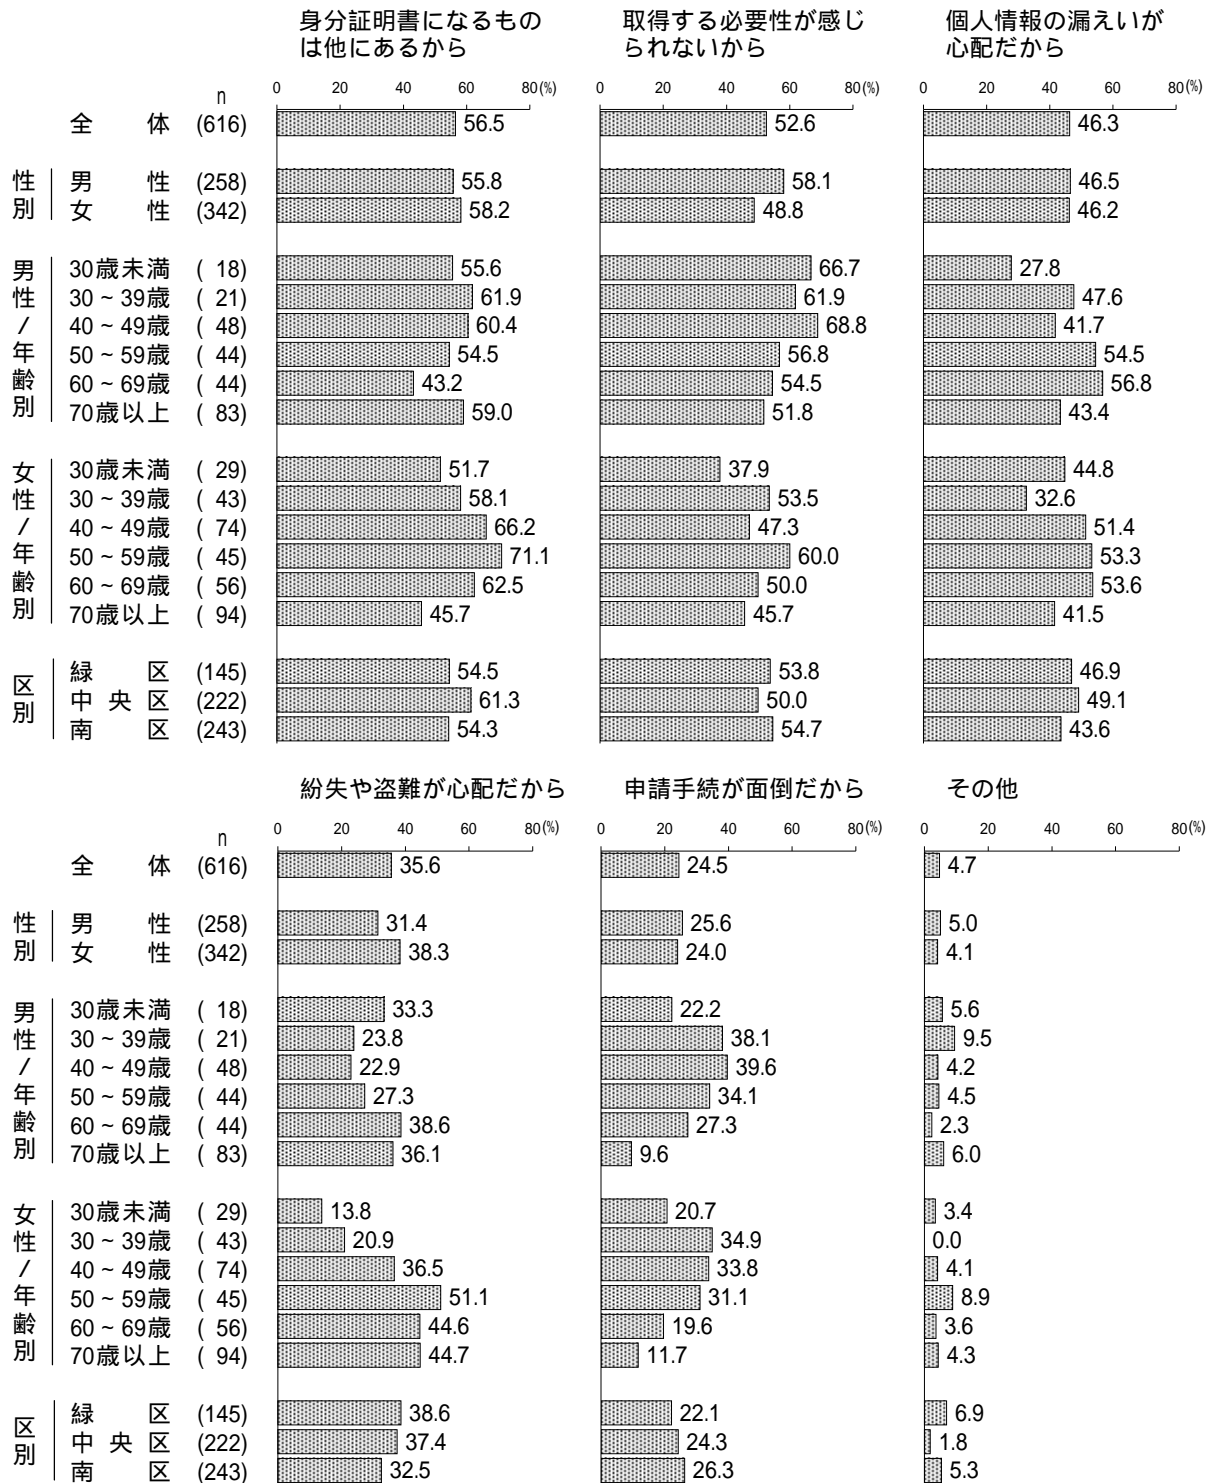 身分証明書になるもの 取得する必要性が感じ 個人情報の漏えいが
は他にあるから られないから 心配だから
0 20 40 60 80(%) 0 20 40 60 80(%) 0 20 40 60 80(%)
n
全体 (616) 56.5 52.6 46.3
性別
男性 (258) 55.8 58.1 46.5
女性 (342) 58.2 48.8 46.2
男性/年齢別
30歳未満 ( 18) 55.6 66.7 27.8
30~39歳 ( 21) 61.9 61.9 47.6
40~49歳 ( 48) 60.4 68.8 41.7
50~59歳 ( 44) 54.5 56.8 54.5
60~69歳 ( 44) 43.2 54.5 56.8
70歳以上 ( 83) 59.0 51.8 43.4
女性/年齢別
30歳未満 ( 29) 51.7 37.9 44.8
30~39歳 ( 43) 58.1 53.5 32.6
40~49歳 ( 74) 66.2 47.3 51.4
50~59歳 ( 45) 71.1 60.0 53.3
60~69歳 ( 56) 62.5 50.0 53.6
70歳以上 ( 94) 45.7 45.7 41.5
区別
緑区 (145) 54.5 53.8 46.9
中央区 (222) 61.3 50.0 49.1
南区 (243) 54.3 54.7 43.6
紛失や盗難が心配だから 申請手続が面倒だから その他
0 20 40 60 80(%) 0 20 40 60 80(%) 0 20 40 60 80(%)
n
全体 (616) 35.6 24.5 4.7
性別
男性 (258) 31.4 25.6 5.0
女性 (342) 38.3 24.0 4.1
男性/年齢別
30歳未満 ( 18) 33.3 22.2 5.6
30~39歳 ( 21) 23.8 38.1 9.5
40~49歳 ( 48) 22.9 39.6 4.2
50~59歳 ( 44) 27.3 34.1 4.5
60~69歳 ( 44) 38.6 27.3 2.3
70歳以上 ( 83) 36.1 9.6 6.0
女性/年齢別
30歳未満 ( 29) 13.8 20.7 3.4
30~39歳 ( 43) 20.9 34.9 0.0
40~49歳 ( 74) 36.5 33.8 4.1
50~59歳 ( 45) 51.1 31.1 8.9
60~69歳 ( 56) 44.6 19.6 3.6
70歳以上 ( 94) 44.7 11.7 4.3
区別
緑区 (145) 38.6 22.1 6.9
中央区 (222) 37.4 24.3 1.8
南区 (243) 32.5 26.3 5.3